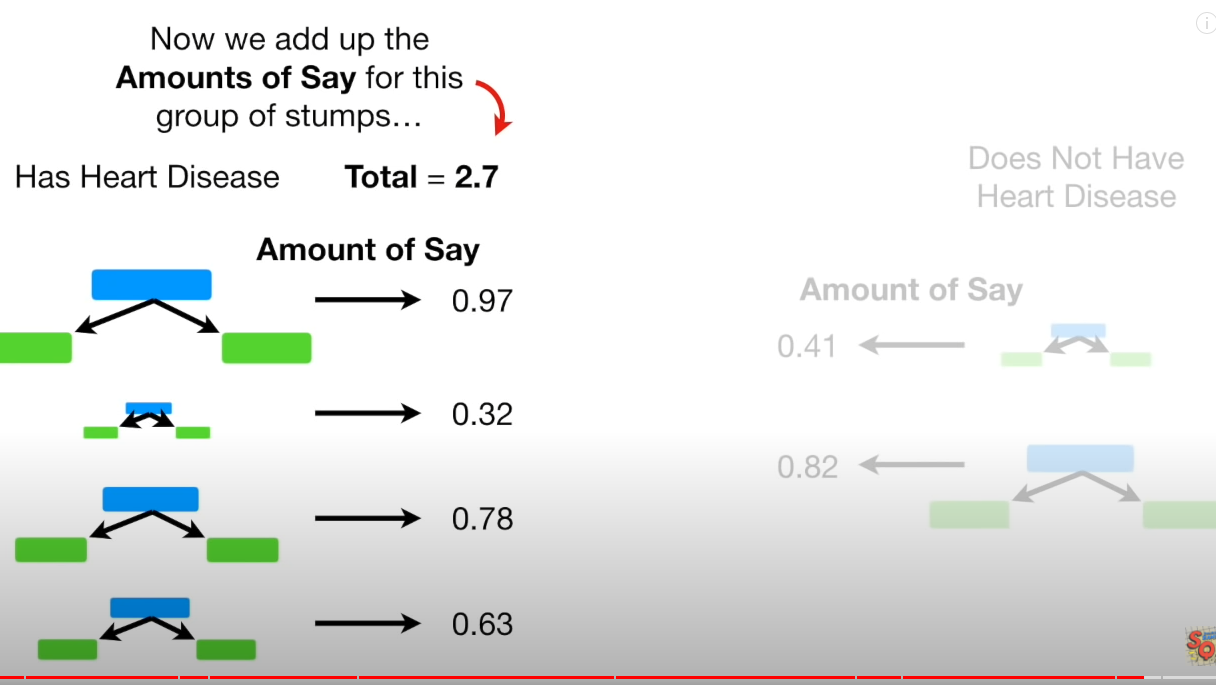 Now we add up the
Amounts of Say for this
group of stumps…
Has Heart Disease
Total = 2.7
Does Not Have
Heart Disease
Amount of Say
0.97
0.32
0.78
0.63
Amount of Say
0.41
0.82